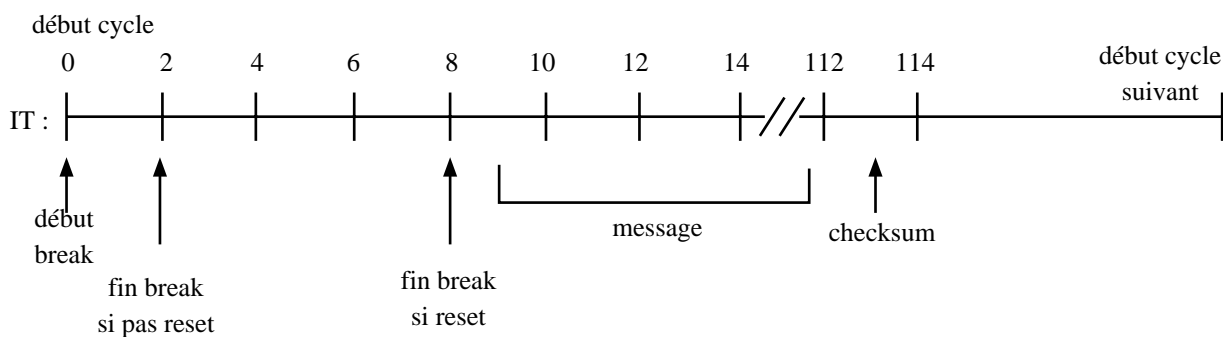 début cycle
0 2 4 6 8 10 12 14 112 114
début cycle
suivant
IT :
début
break
message
checksum
fin break
si pas reset
fin break
si reset